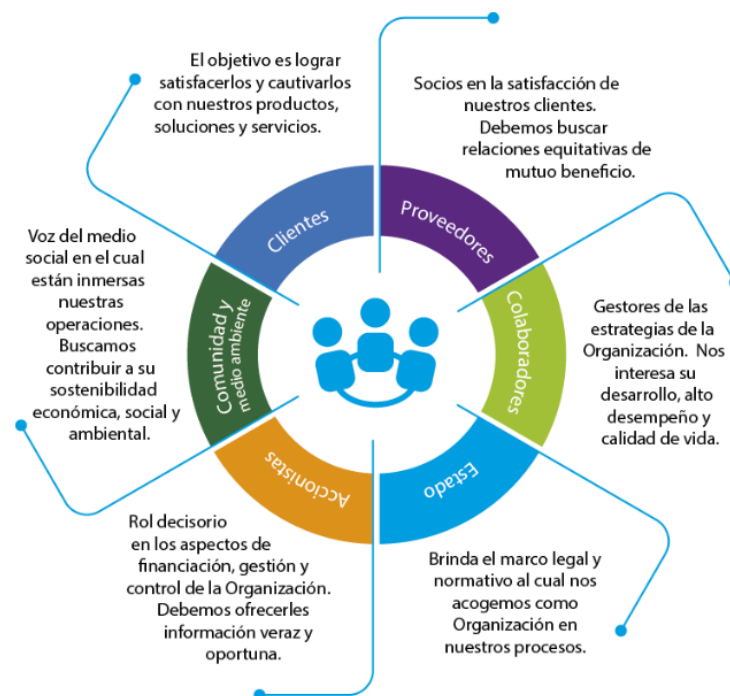 El objetivo es lograr
satisfacerlos y cautivarlos
con nuestros productos,
soluciones y servicios.
Clientes
Socios en la satisfacción de
nuestros clientes.
Debemos buscar
relaciones equitativas de
mutuo beneficio.
Proveedores
Gestores de las
estrategias de la
Organización. Nos
interesa su
desarrollo, alto
desempeño y
calidad de vida.
Colaboradores
Brinda el marco legal y
normativo al cual nos
acogemos como
Organización en
nuestros procesos.
Estado
Rol decisorio
en los aspectos de
financiación, gestión y
control de la Organización.
Debemos ofrecerles
información veraz y
oportuna.
Accionistas
Voz del medio
social en el cual
están inmersas
nuestras
operaciones.
Buscamos
contribuir a su
sostenibilidad
económica, social y
ambiental.
Comunidad y
medio ambiente